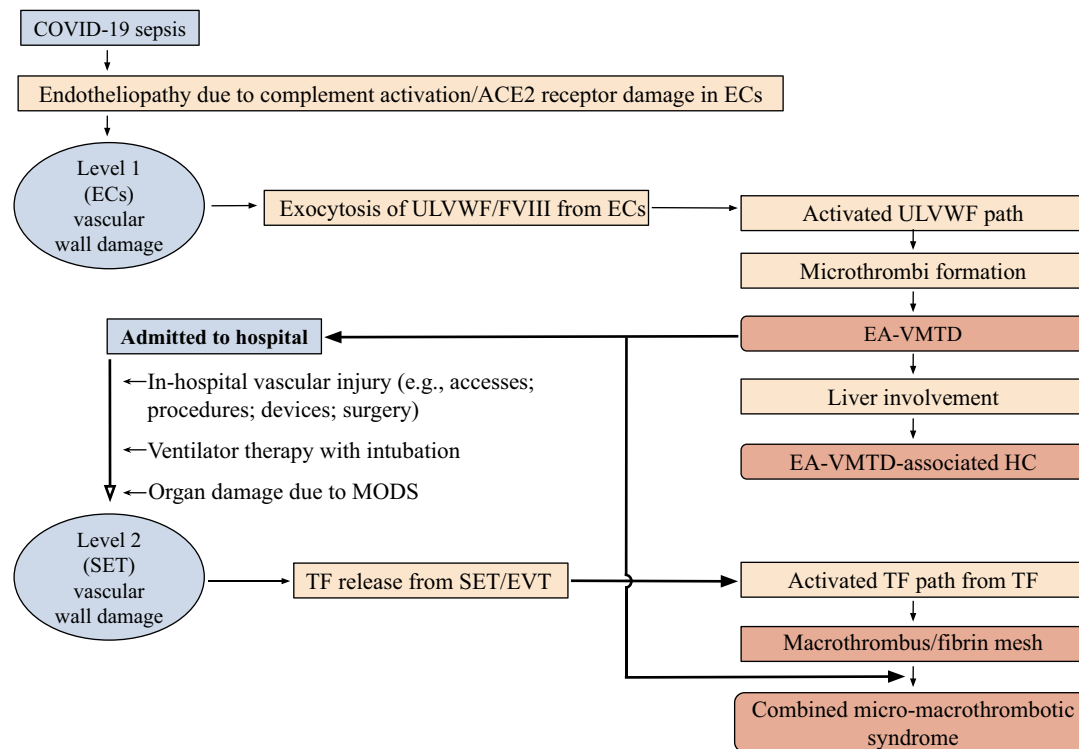 COVID-19 sepsis
Endotheliopathy due to complement activation/ACE2 receptor damage in ECs
Level 1
(ECs)
vascular
wall damage
Exocytosis of ULVWF/FVIII from ECs
Activated ULVWF path
Microthrombi formation
EA-VMTD
Admitted to hospital
Liver involvement
EA-VMTD-associated HC
In-hospital vascular injury (e.g., accesses;
procedures; devices; surgery)
Ventilator therapy with intubation
Organ damage due to MODS
Level 2
(SET)
vascular
wall damage
TF release from SET/EVT
Activated TF path from TF
Macrothrombus/fibrin mesh
Combined micro-macrothrombotic
syndrome